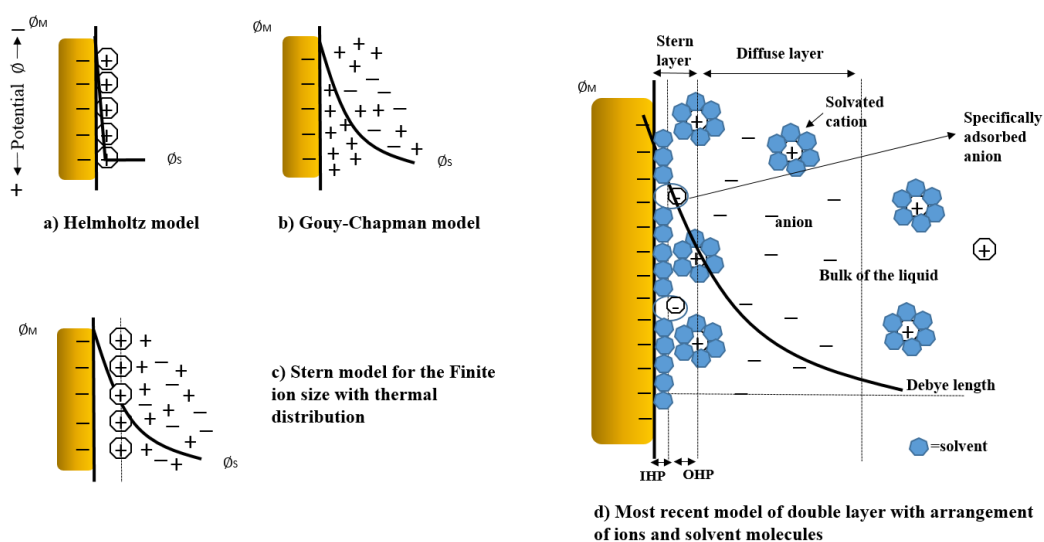 Potential Ø
ØM
ØS
a) Helmholtz model
ØM
ØS
b) Gouy-Chapman model
ØM
ØS
c) Stern model for the Finite
ion size with thermal
distribution
Stern
layer
Diffuse layer
ØM
Solvated
cation
Specifically
adsorbed
anion
anion
Bulk of the liquid
Debye length
=solvent
IHP
OHP
d) Most recent model of double layer with arrangement
of ions and solvent molecules